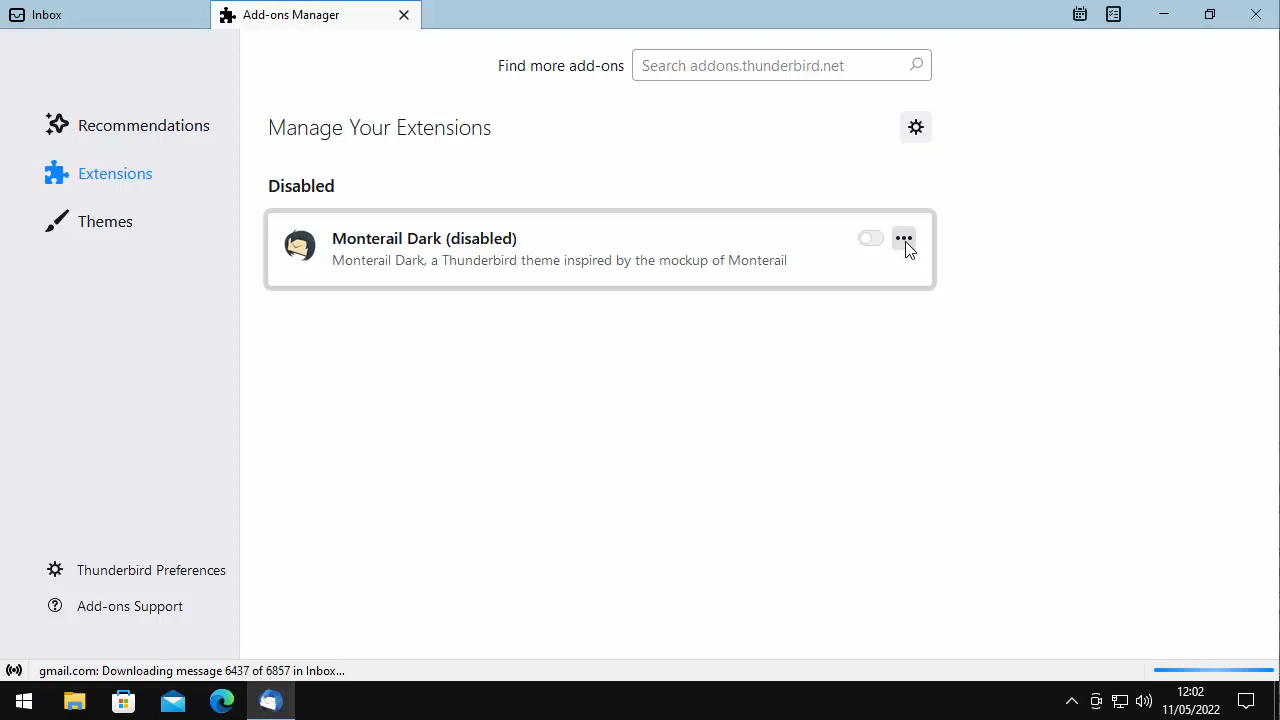 Inbox
Add-ons Manager
Find more add-ons
Search addons.thunderbird.net
Recommendations
Extensions
Themes
Manage Your Extensions
Disabled
Monterail Dark (disabled)
Monterail Dark, a Thunderbird theme inspired by the mockup of Monterail
Thunderbird Preferences
Add-ons Support
gmail.com: Downloading message 6437 of 6857 in Inbox...
12:02
11/05/2022